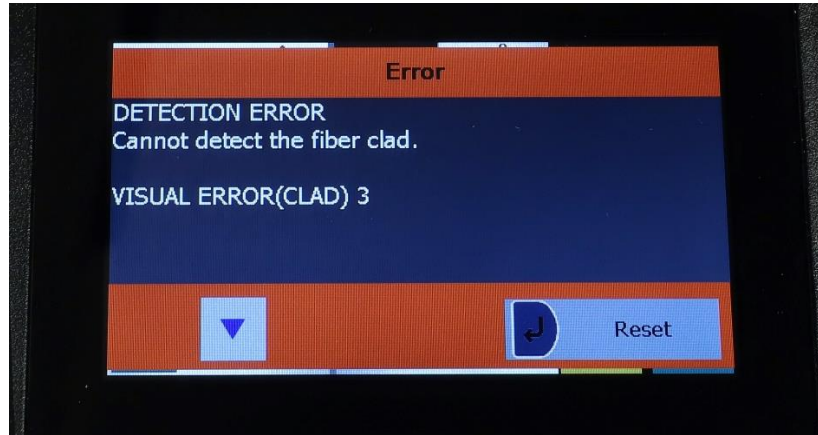 Error
DETECTION ERROR
Cannot detect the fiber clad.
VISUAL ERROR(CLAD) 3
Reset